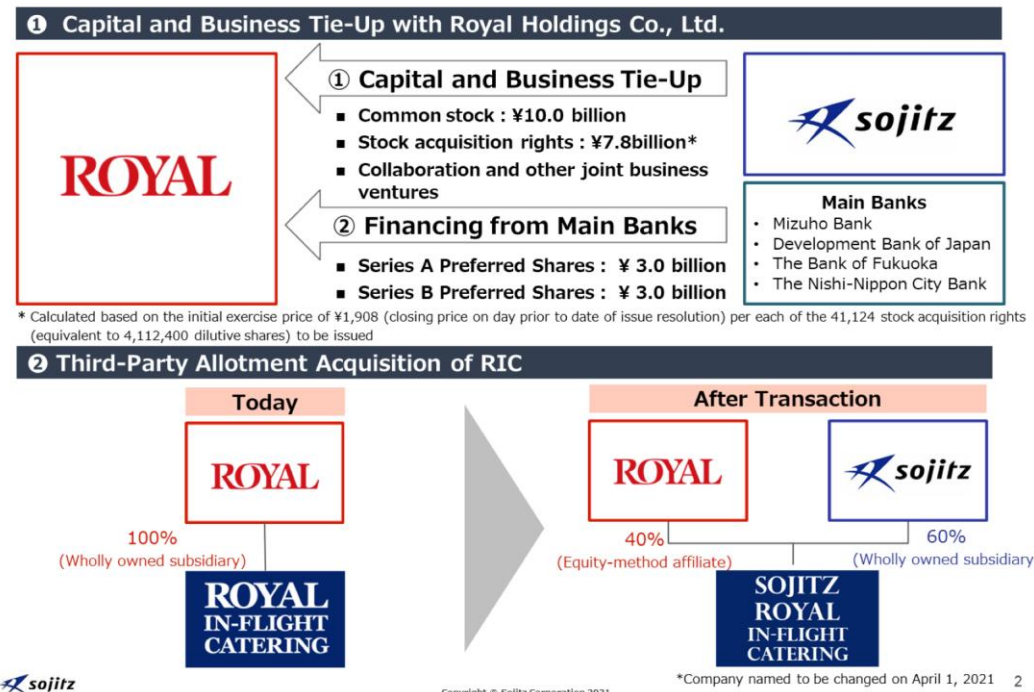 ❶ Capital and Business Tie-Up with Royal Holdings Co., Ltd.
ROYAL
① Capital and Business Tie-Up
■ Common stock : ¥10.0 billion
■ Stock acquisition rights : ¥7.8billion*
■ Collaboration and other joint business
ventures
② Financing from Main Banks
■ Series A Preferred Shares : ¥ 3.0 billion
■ Series B Preferred Shares : ¥ 3.0 billion
sojitz
Main Banks
• Mizuho Bank
• Development Bank of Japan
• The Bank of Fukuoka
• The Nishi-Nippon City Bank
* Calculated based on the initial exercise price of ¥1,908 (closing price on day prior to date of issue resolution) per each of the 41,124 stock acquisition rights
(equivalent to 4,112,400 dilutive shares) to be issued
❷ Third-Party Allotment Acquisition of RIC
Today
ROYAL
100%
(Wholly owned subsidiary)
ROYAL
IN-FLIGHT
CATERING
After Transaction
ROYAL
sojitz
40%
(Equity-method affiliate)
60%
(Wholly owned subsidiary
SOJITZ
ROYAL
IN-FLIGHT
CATERING
*Company named to be changed on April 1, 2021
sojitz
Copyright © Sojitz Corporation 2021
2